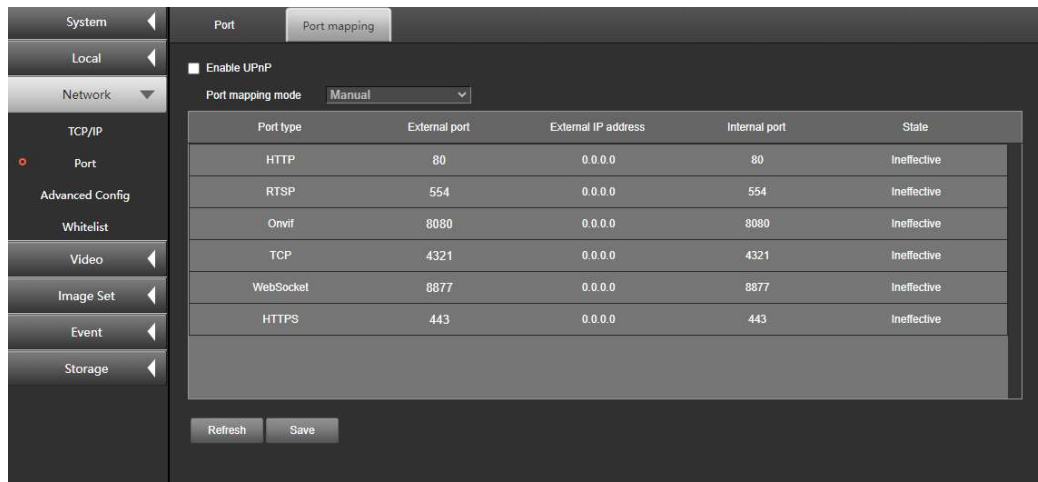 System
Local
Network
TCP/IP
Port
Advanced Config
Whitelist
Video
Image Set
Event
Storage
Port Port mapping
Enable UPnP
Port mapping mode Manual
Port type External port External IP address Internal port State
HTTP 80 0.0.0.0 80 Ineffective
RTSP 554 0.0.0.0 554 Ineffective
Onvif 8080 0.0.0.0 8080 Ineffective
TCP 4321 0.0.0.0 4321 Ineffective
WebSocket 8877 0.0.0.0 8877 Ineffective
HTTPS 443 0.0.0.0 443 Ineffective
Refresh Save